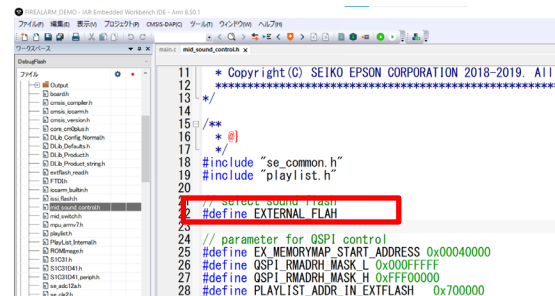 FIREALARM_DEMO - IAR Embedded Workbench IDE - Arm 8.50.1
ファイル(F) 編集(E) 表示(V) プロジェクト(P) CMSIS-DAP(C) ツール(T) ウィンドウ(W) ヘルプ(H)
ワークスペース
main.c mid_sound_control.h x
DebugFlash
ファイル
Output
board.h
cmsis_compiler.h
cmsis_iccarm.h
cmsis_version.h
core_cm0plus.h
DLib_Config_Normal.h
DLib_Defaults.h
DLib_Product.h
DLib_Product_string.h
extflash_read.h
FTDI.h
iccarm_builtin.h
issi_flash.h
mid_sound_control.h
mid_switch.h
mpu_armv7.h
playlist.h
PlayList_Internal.h
ROMImage.h
S1C31.h
S1C31D41.h
S1C31D41_periph.h
se_adc12a.h
se_clg2.h
11 * Copyright(C) SEIKO EPSON CORPORATION 2018-2019. All
12 ******************************************************
13 */
14
15 /**
16 * @}
17 */
18 #include "se_common.h"
19 #include "playlist.h"
20
21 // select sound flash
22 #define EXTERNAL_FLAH
23
24 // parameter for QSPI control
25 #define EX_MEMORYMAP_START_ADDRESS 0x00040000
26 #define QSPI_RMADRH_MASK_L 0x000FFFFF
27 #define QSPI_RMADRH_MASK_H 0xFFF00000
28 #define PLAYLIST_ADDR_IN_EXTFLASH 0x700000